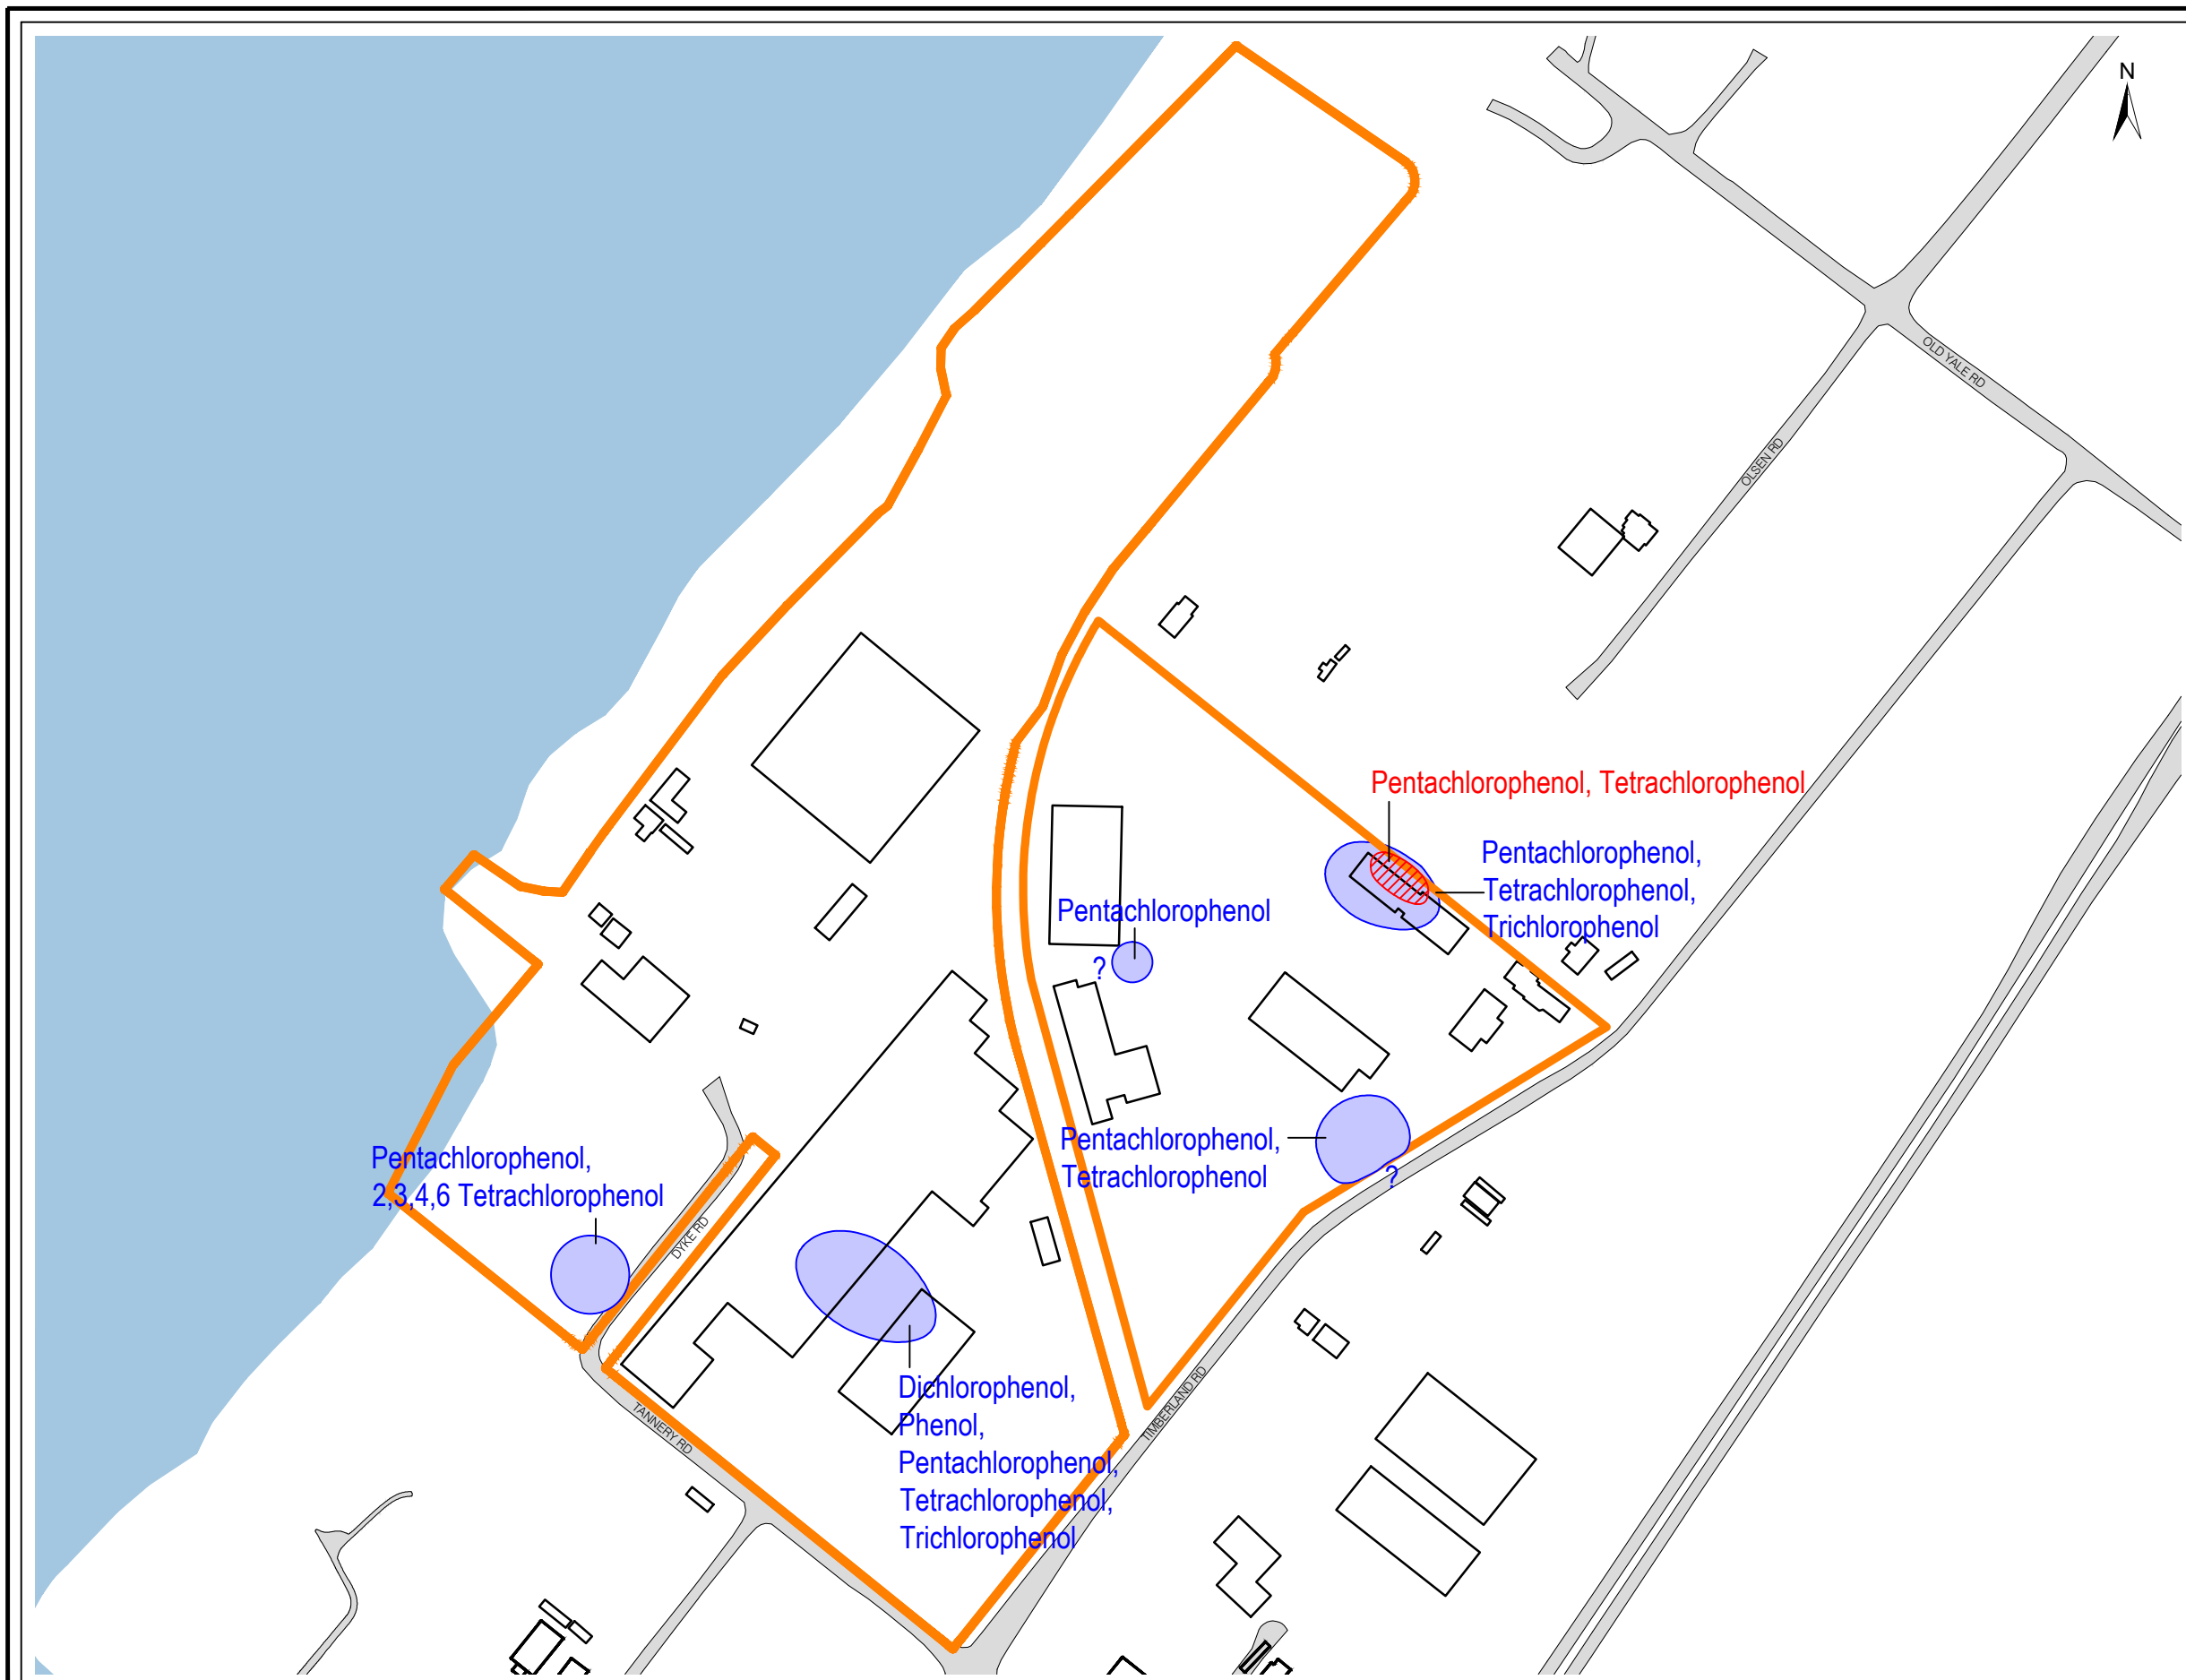 N
OLD YALE RD
OLSEN RD
Pentachlorophenol, Tetrachlorophenol
Pentachlorophenol,
Tetrachlorophenol,
Trichlorophenol
Pentachlorophenol
?
Pentachlorophenol,
Tetrachlorophenol
?
Pentachlorophenol,
2,3,4,6 Tetrachlorophenol
DYKE RD
TIMBERLAND RD
TANNERY RD
Dichlorophenol,
Phenol,
Pentachlorophenol,
Tetrachlorophenol,
Trichlorophenol